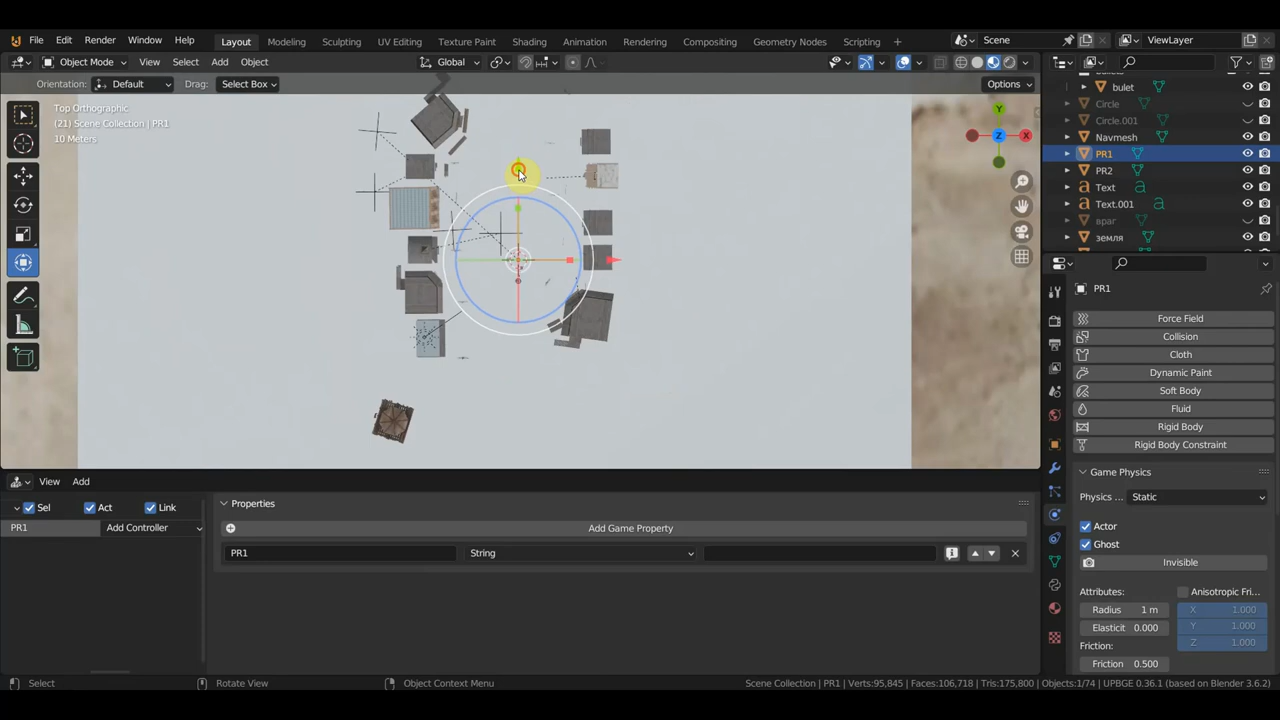 File Edit Render Window Help Layout Modeling Sculpting UV Editing Texture Paint Shading Animation Rendering Compositing Geometry Nodes Scripting + Scene ViewLayer
Object Mode View Select Add Object Global
Orientation: Default Drag: Select Box Options
Top Orthographic
(21) Scene Collection | PR1
10 Meters
Y
Z
X
bulet
Circle
Circle.001
Navmesh
PR1
PR2
Text
Text.001
враг
земля
PR1
Force Field
Collision
Cloth
Dynamic Paint
Soft Body
Fluid
Rigid Body
Rigid Body Constraint
Game Physics
Physics ... Static
Actor
Ghost
Invisible
Attributes: Anisotropic Fri...
Radius 1 m X 1.000
Elasticit 0.000 Y 1.000
Friction: Z 1.000
Friction 0.500
View Add
Sel Act Link
PR1 Add Controller
Properties
Add Game Property
PR1 String
Select Rotate View Object Context Menu Scene Collection | PR1 | Verts:95,845 | Faces:106,718 | Tris:175,800 | Objects:1/74 | UPBGE 0.36.1 (based on Blender 3.6.2)